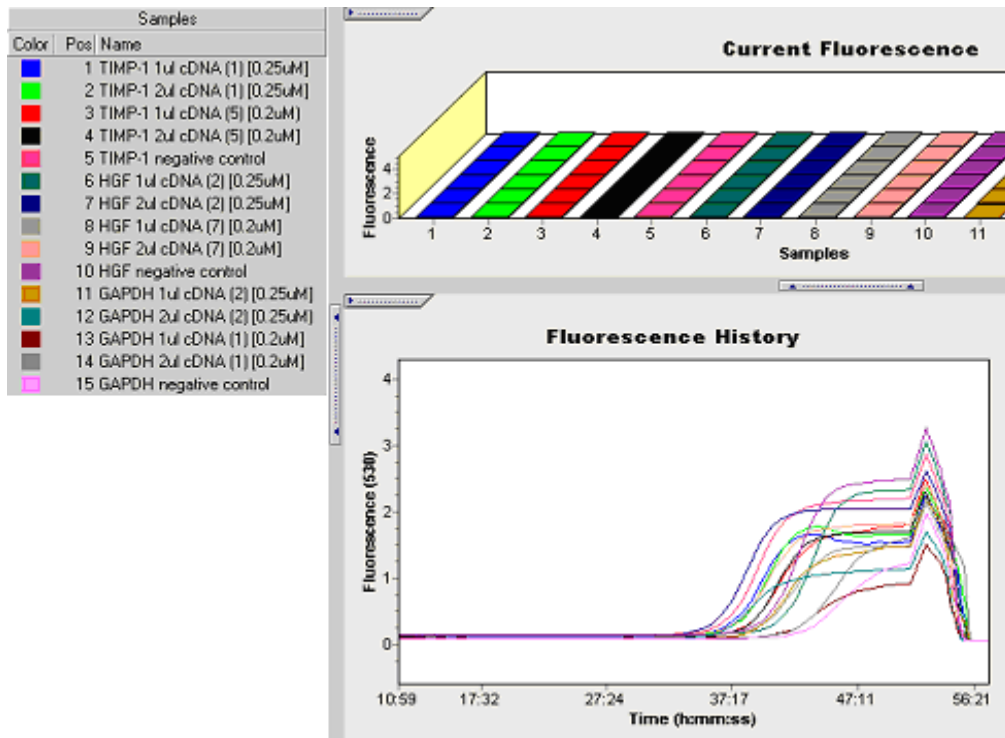 Samples
Color Pos Name
1 TIMP-1 1ul cDNA (1) [0.25uM]
2 TIMP-1 2ul cDNA (1) [0.25uM]
3 TIMP-1 1ul cDNA (5) [0.2uM]
4 TIMP-1 2ul cDNA (5) [0.2uM]
5 TIMP-1 negative control
6 HGF 1ul cDNA (2) [0.25uM]
7 HGF 2ul cDNA (2) [0.25uM]
8 HGF 1ul cDNA (7) [0.2uM]
9 HGF 2ul cDNA (7) [0.2uM]
10 HGF negative control
11 GAPDH 1ul cDNA (2) [0.25uM]
12 GAPDH 2ul cDNA (2) [0.25uM]
13 GAPDH 1ul cDNA (1) [0.2uM]
14 GAPDH 2ul cDNA (1) [0.2uM]
15 GAPDH negative control
Current Fluorescence
Fluorescence
4
2
0
1 2 3 4 5 6 7 8 9 10 11
Samples
Fluorescence History
Fluorescence (530)
4
3
2
1
0
10:59 17:32 27:24 37:17 47:11 56:21
Time (h:mm:ss)